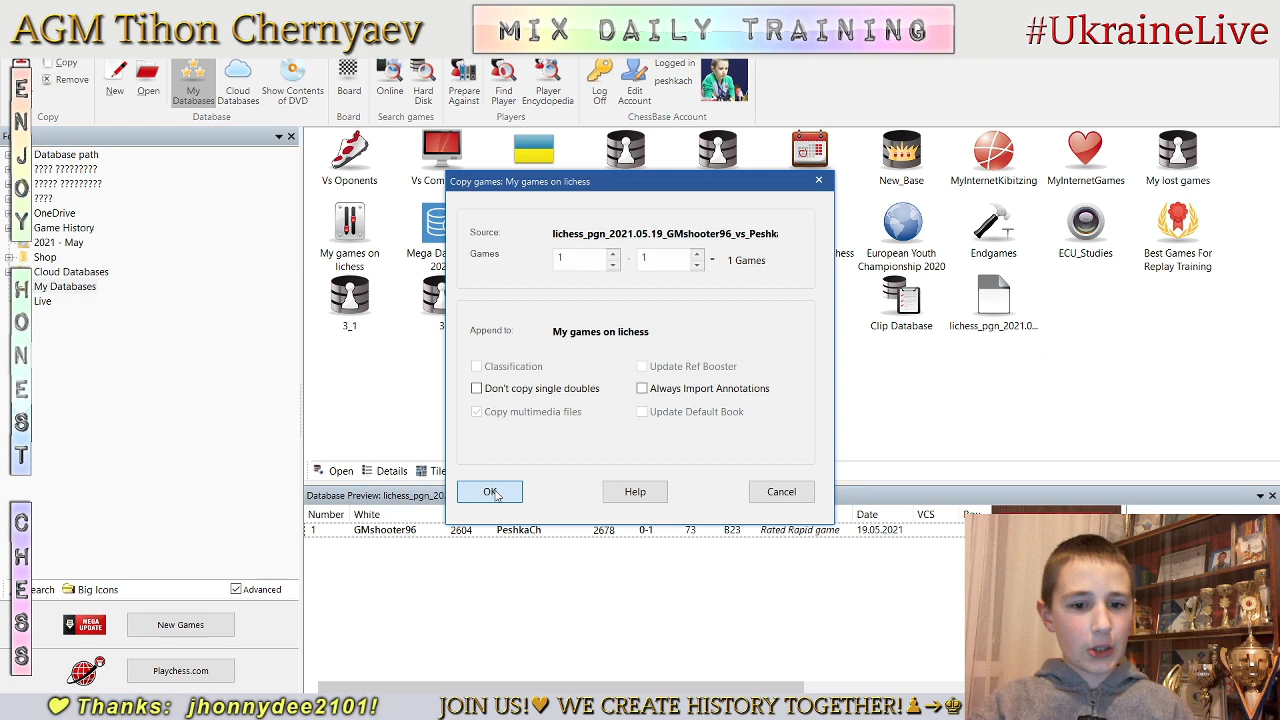 AGM Tihon Chernyaev
MIX DAILY TRAINING
#UkraineLive
Copy
Remove
Copy
New
Open
My Databases
Cloud Databases
Show Contents of DVD
Database
Board
Board
Online
Hard Disk
Search games
Prepare Against
Find Player
Player Encyclopedia
Players
Log Off
Edit Account
Logged in
peshkach
ChessBase Account
ENJOY
HONEST
CHESS
Database path
???? ?????????
????? ?????????
????
OneDrive
Game History
2021 - May
Shop
Cloud Databases
My Databases
Live
Vs Oponents
New_Base
MyInternetKibitzing
MyInternetGames
My lost games
My games on lichess
European Youth Championship 2020
Endgames
ECU_Studies
Best Games For Replay Training
3_1
Clip Database
lichess_pgn_2021.0...
Copy games: My games on lichess
Source:
lichess_pgn_2021.05.19_GMshooter96_vs_Peshk
Games
1 - 1 = 1 Games
Append to:
My games on lichess
Classification
Update Ref Booster
Don't copy single doubles
Always Import Annotations
Copy multimedia files
Update Default Book
OK
Help
Cancel
Open
Details
Database Preview: lichess_pgn_20
Number White Date VCS
1 GMshooter96 2604 PeshkaCh 2678 0-1 73 B23 Rated Rapid game 19.05.2021
Big Icons
Advanced
MEGA UPDATE
New Games
Playchess.com
Thanks: jhonnydee2101!
JOIN US! WE CREATE HISTORY TOGETHER!